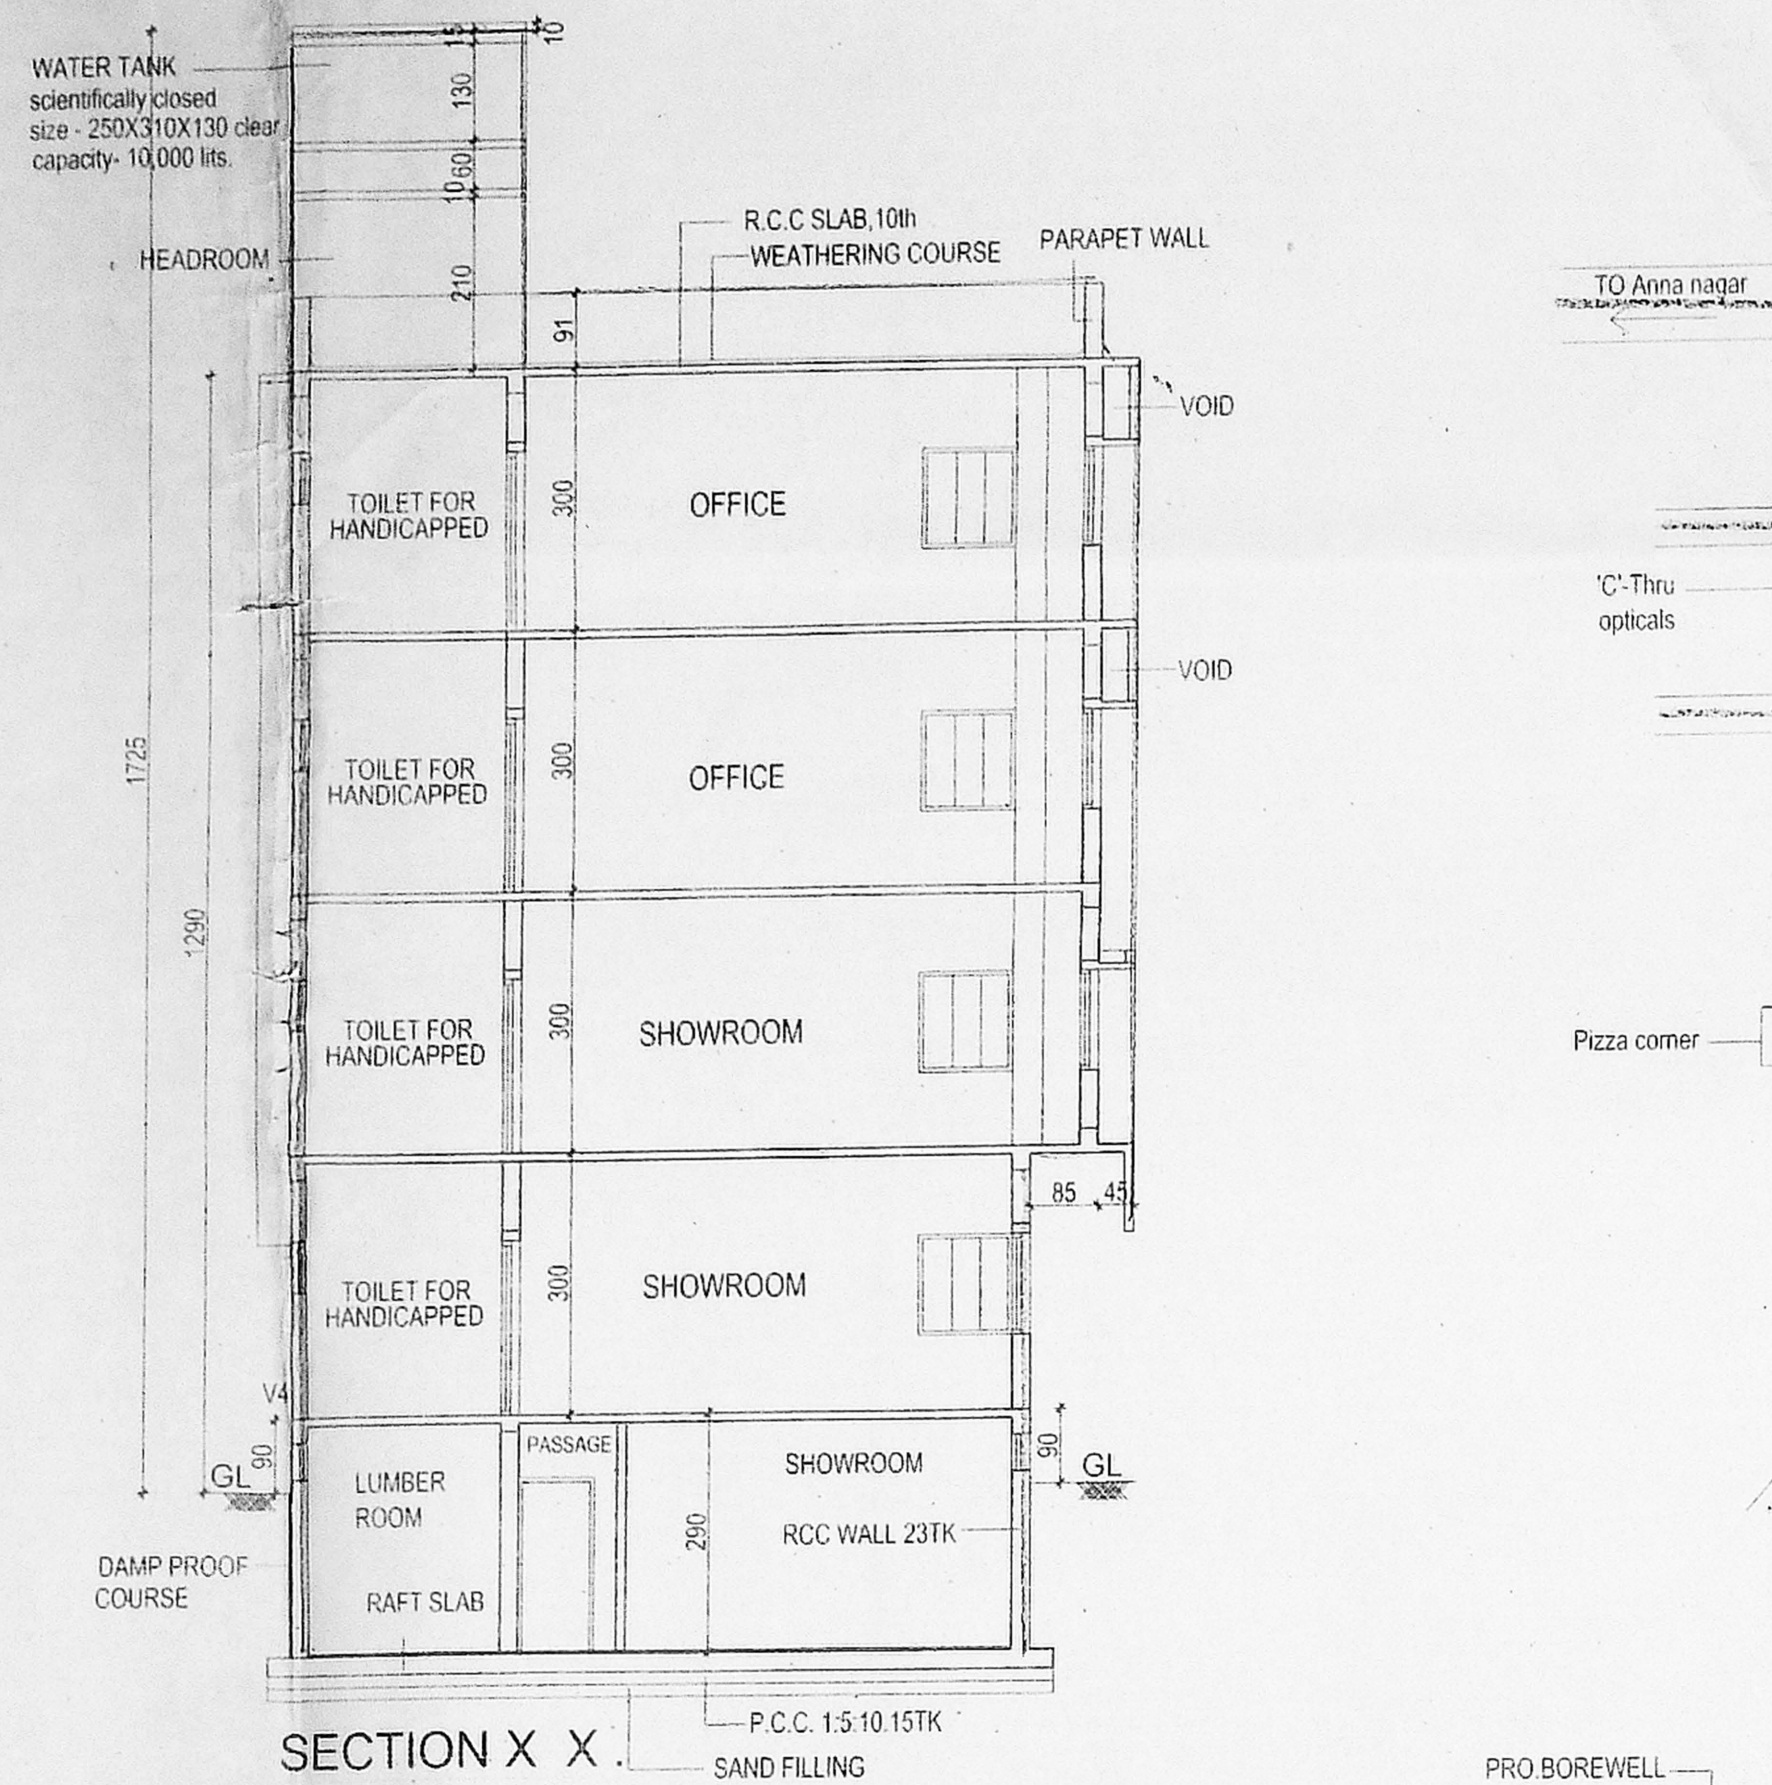 15
10
WATER TANK
scientifically closed
size - 250X310X130 clear
capacity- 10,000 lits.
130
60
10
HEADROOM
210
R.C.C SLAB,10th
WEATHERING COURSE
PARAPET WALL
TO Anna nagar
91
VOID
TOILET FOR
HANDICAPPED
300
OFFICE
'C'-Thru
opticals
VOID
1725
TOILET FOR
HANDICAPPED
300
OFFICE
1290
TOILET FOR
HANDICAPPED
300
SHOWROOM
Pizza corner
85
45
TOILET FOR
HANDICAPPED
300
SHOWROOM
V4
90
GL
LUMBER
ROOM
PASSAGE
SHOWROOM
90
GL
290
RCC WALL 23TK
DAMP PROOF
COURSE
RAFT SLAB
P.C.C. 1:5:10.15TK
SECTION X X .
SAND FILLING
PRO.BOREWELL